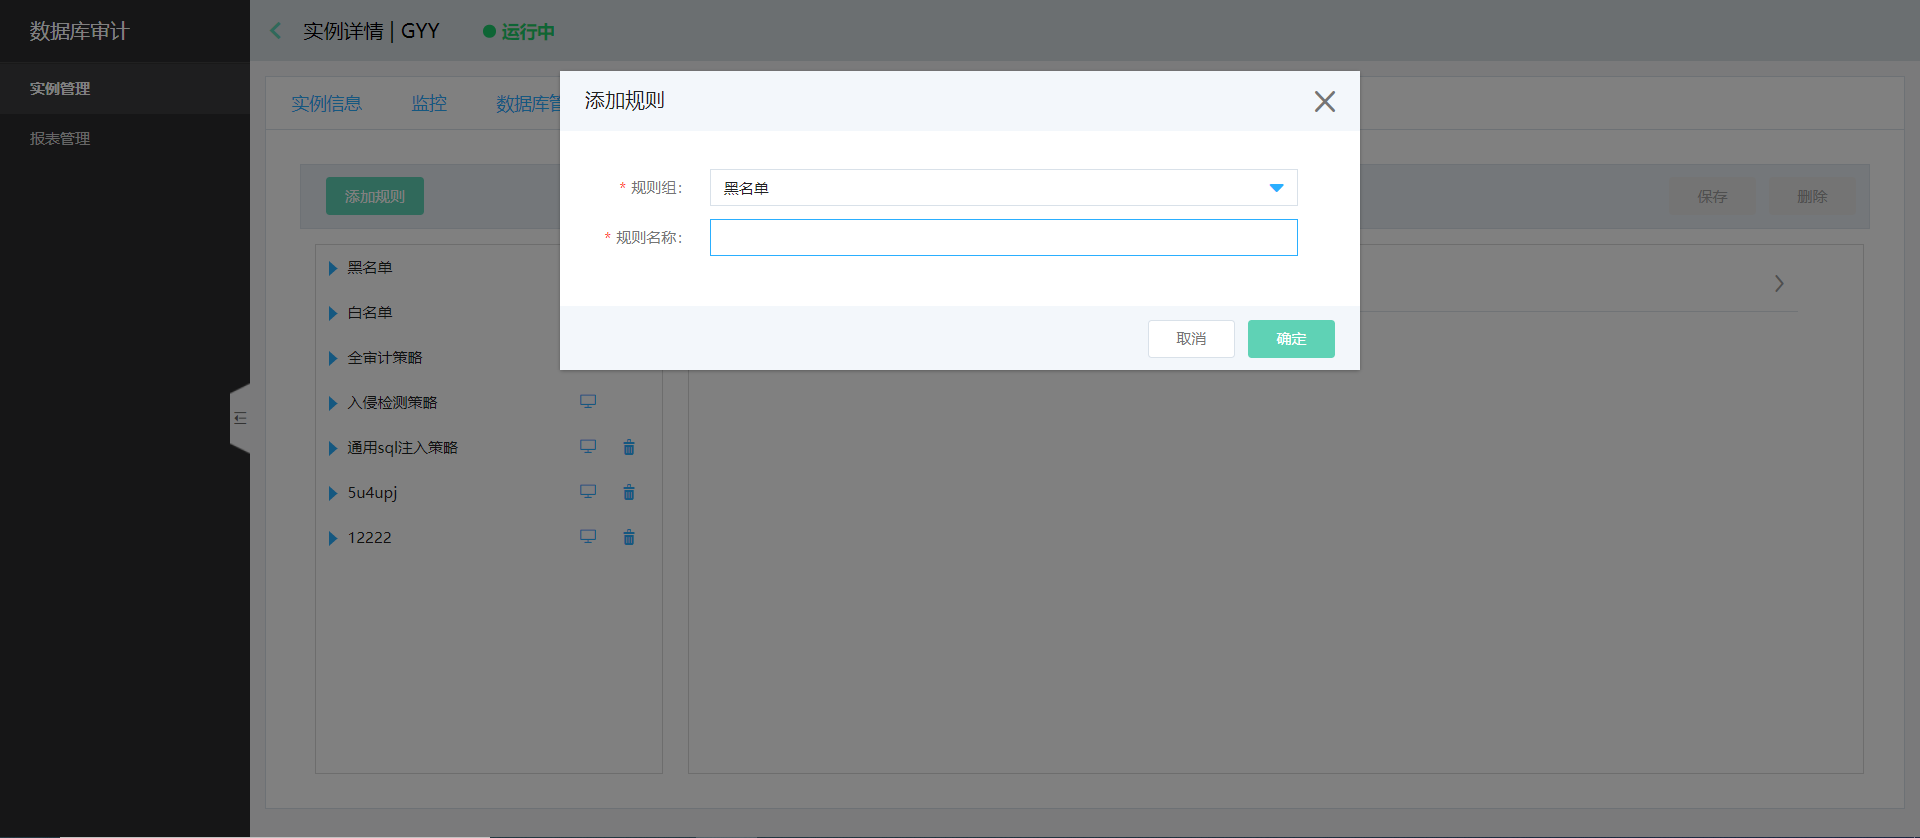 数据库审计
实例管理
报表管理
实例详情 | GYY
运行中
实例信息
监控
数据库管
添加规则
保存
删除
黑名单
白名单
全审计策略
入侵检测策略
通用sql注入策略
5u4upj
12222
添加规则
* 规则组:
黑名单
* 规则名称:
取消
确定